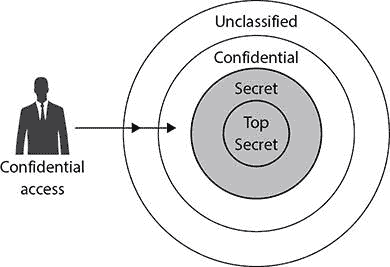 Unclassified
Confidential
Secret
Top
Secret
Confidential
access